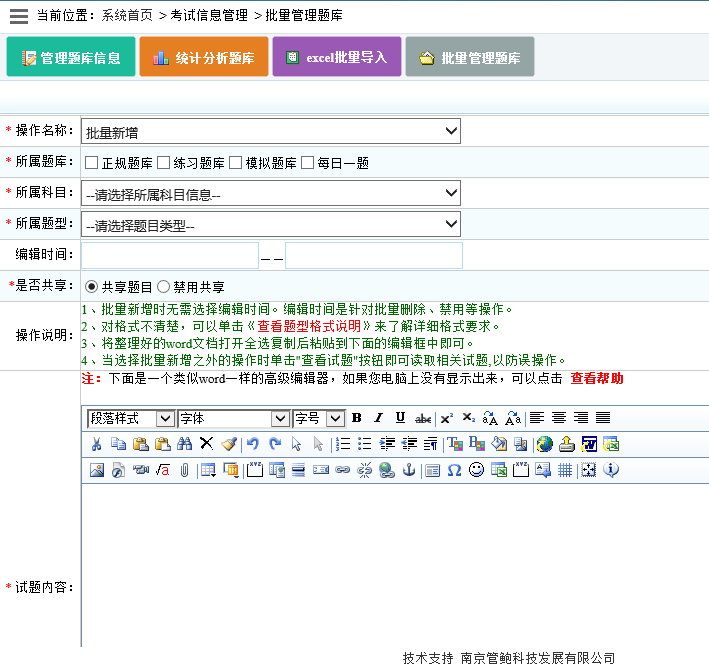 当前位置：系统首页 >考试信息管理 >批量管理题库
管理题库信息 统计分析题库 excel批量导入 批量管理题库
* 操作名称： 批量新增
* 所属题库： 正规题库 练习题库 模拟题库 每日一题
* 所属科目： --请选择所属科目信息--
* 所属题型： --请选择题目类型--
编辑时间： – –
*是否共享： 共享题目 禁用共享
操作说明：
1、批量新增时无需选择编辑时间。编辑时间是针对批量删除、禁用等操作。
2、对格式不清楚，可以单击《查看题型格式说明》来了解详细格式要求。
3、将整理好的word文档打开全选复制后粘贴到下面的编辑框中即可。
4、当选择批量新增之外的操作时单击"查看试题"按钮即可读取相关试题,以防误操作。
注：下面是一个类似word一样的高级编辑器，如果您电脑上没有显示出来，可以点击 查看帮助
段落样式 字体 字号 B I U abc x² x₂ aA Aa
* 试题内容：
技术支持 南京管鲍科技发展有限公司